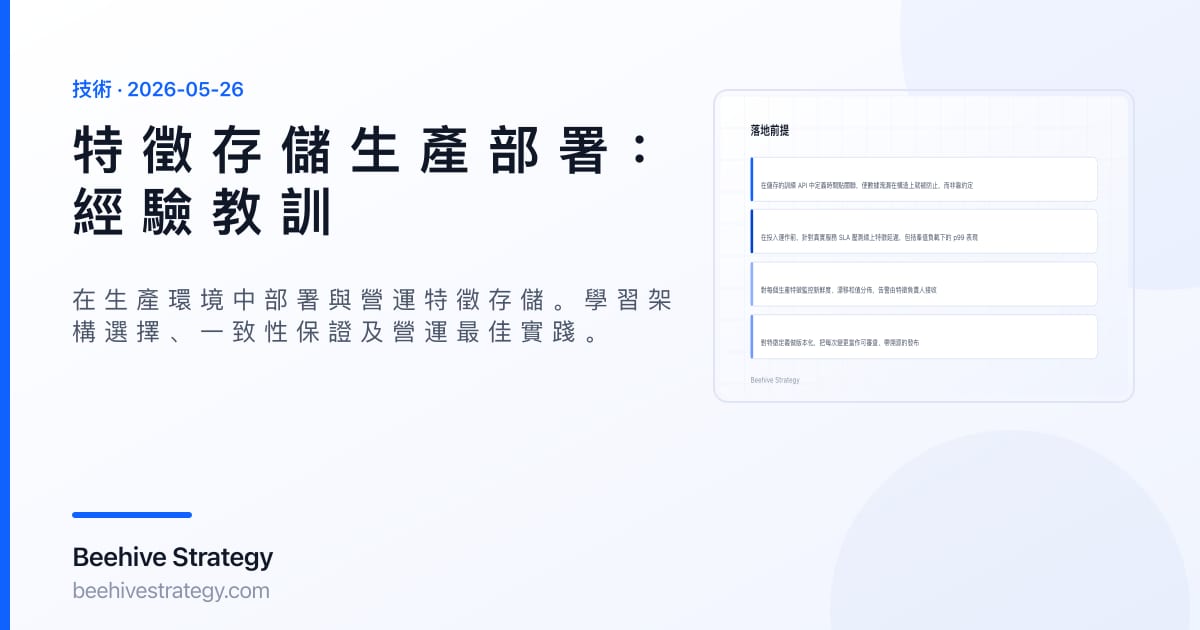 技術 · 2026-05-26
特徵存儲生產部署：
經驗教訓
在生產環境中部署與營運特徵存儲。學習架
構選擇、一致性保證及營運最佳實踐。
落地前提
在儲存的訓練 API 中定義時間點關聯，使數據洩漏在構造上就被防止，而非靠約定
在投入運作前，針對真實服務 SLA 壓測線上特徵延遲，包括峰值負載下的 p99 表現
對每個生產特徵監控新鮮度、漂移和值分佈，告警由特徵負責人接收
對特徵定義做版本化，把每次變更當作可審查、帶溯源的發布
Beehive Strategy
Beehive Strategy
beehivestrategy.com